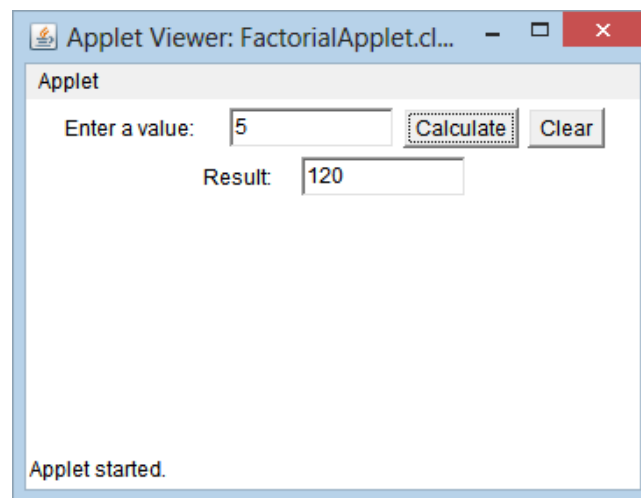 Applet Viewer: FactorialApplet.cl...
Applet
Enter a value: 5 Calculate Clear
Result: 120
Applet started.